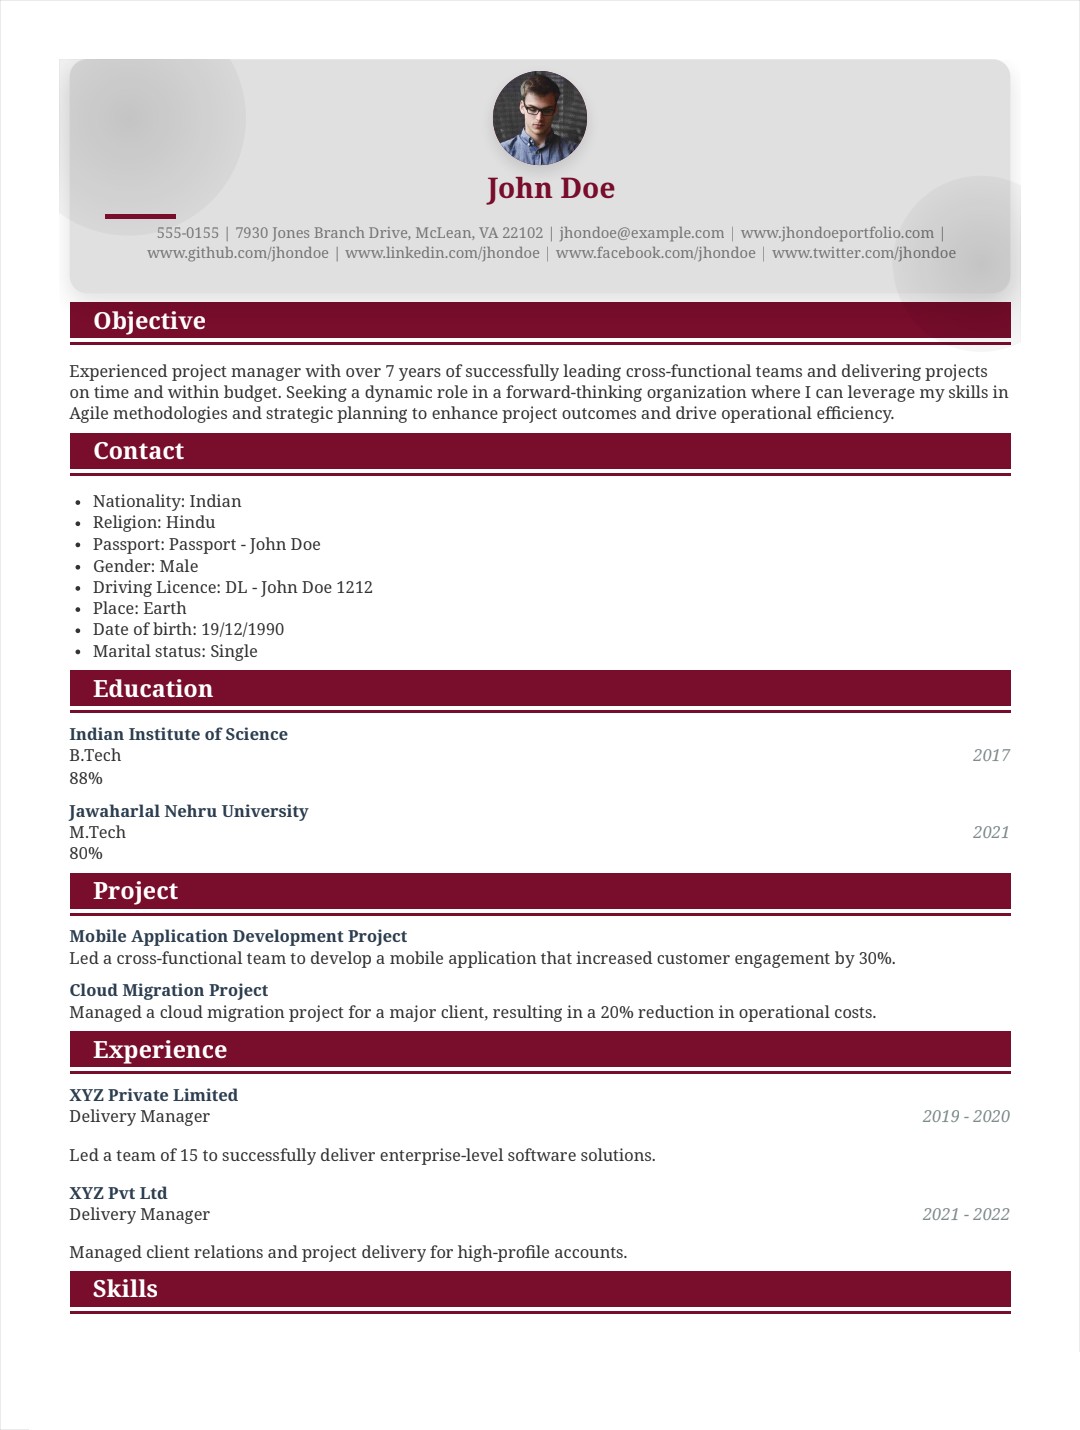 John Doe
555-0155 | 7930 Jones Branch Drive, McLean, VA 22102 | jhondoe@example.com | www.jhondoeportfolio.com |
www.github.com/jhondoe | www.linkedin.com/jhondoe | www.facebook.com/jhondoe | www.twitter.com/jhondoe
Objective
Experienced project manager with over 7 years of successfully leading cross-functional teams and delivering projects
on time and within budget. Seeking a dynamic role in a forward-thinking organization where I can leverage my skills in
Agile methodologies and strategic planning to enhance project outcomes and drive operational efficiency.
Contact
• Nationality: Indian
• Religion: Hindu
• Passport: Passport - John Doe
• Gender: Male
• Driving Licence: DL - John Doe 1212
• Place: Earth
• Date of birth: 19/12/1990
• Marital status: Single
Education
Indian Institute of Science
B.Tech 2017
88%
Jawaharlal Nehru University
M.Tech 2021
80%
Project
Mobile Application Development Project
Led a cross-functional team to develop a mobile application that increased customer engagement by 30%.
Cloud Migration Project
Managed a cloud migration project for a major client, resulting in a 20% reduction in operational costs.
Experience
XYZ Private Limited
Delivery Manager 2019 - 2020
Led a team of 15 to successfully deliver enterprise-level software solutions.
XYZ Pvt Ltd
Delivery Manager 2021 - 2022
Managed client relations and project delivery for high-profile accounts.
Skills